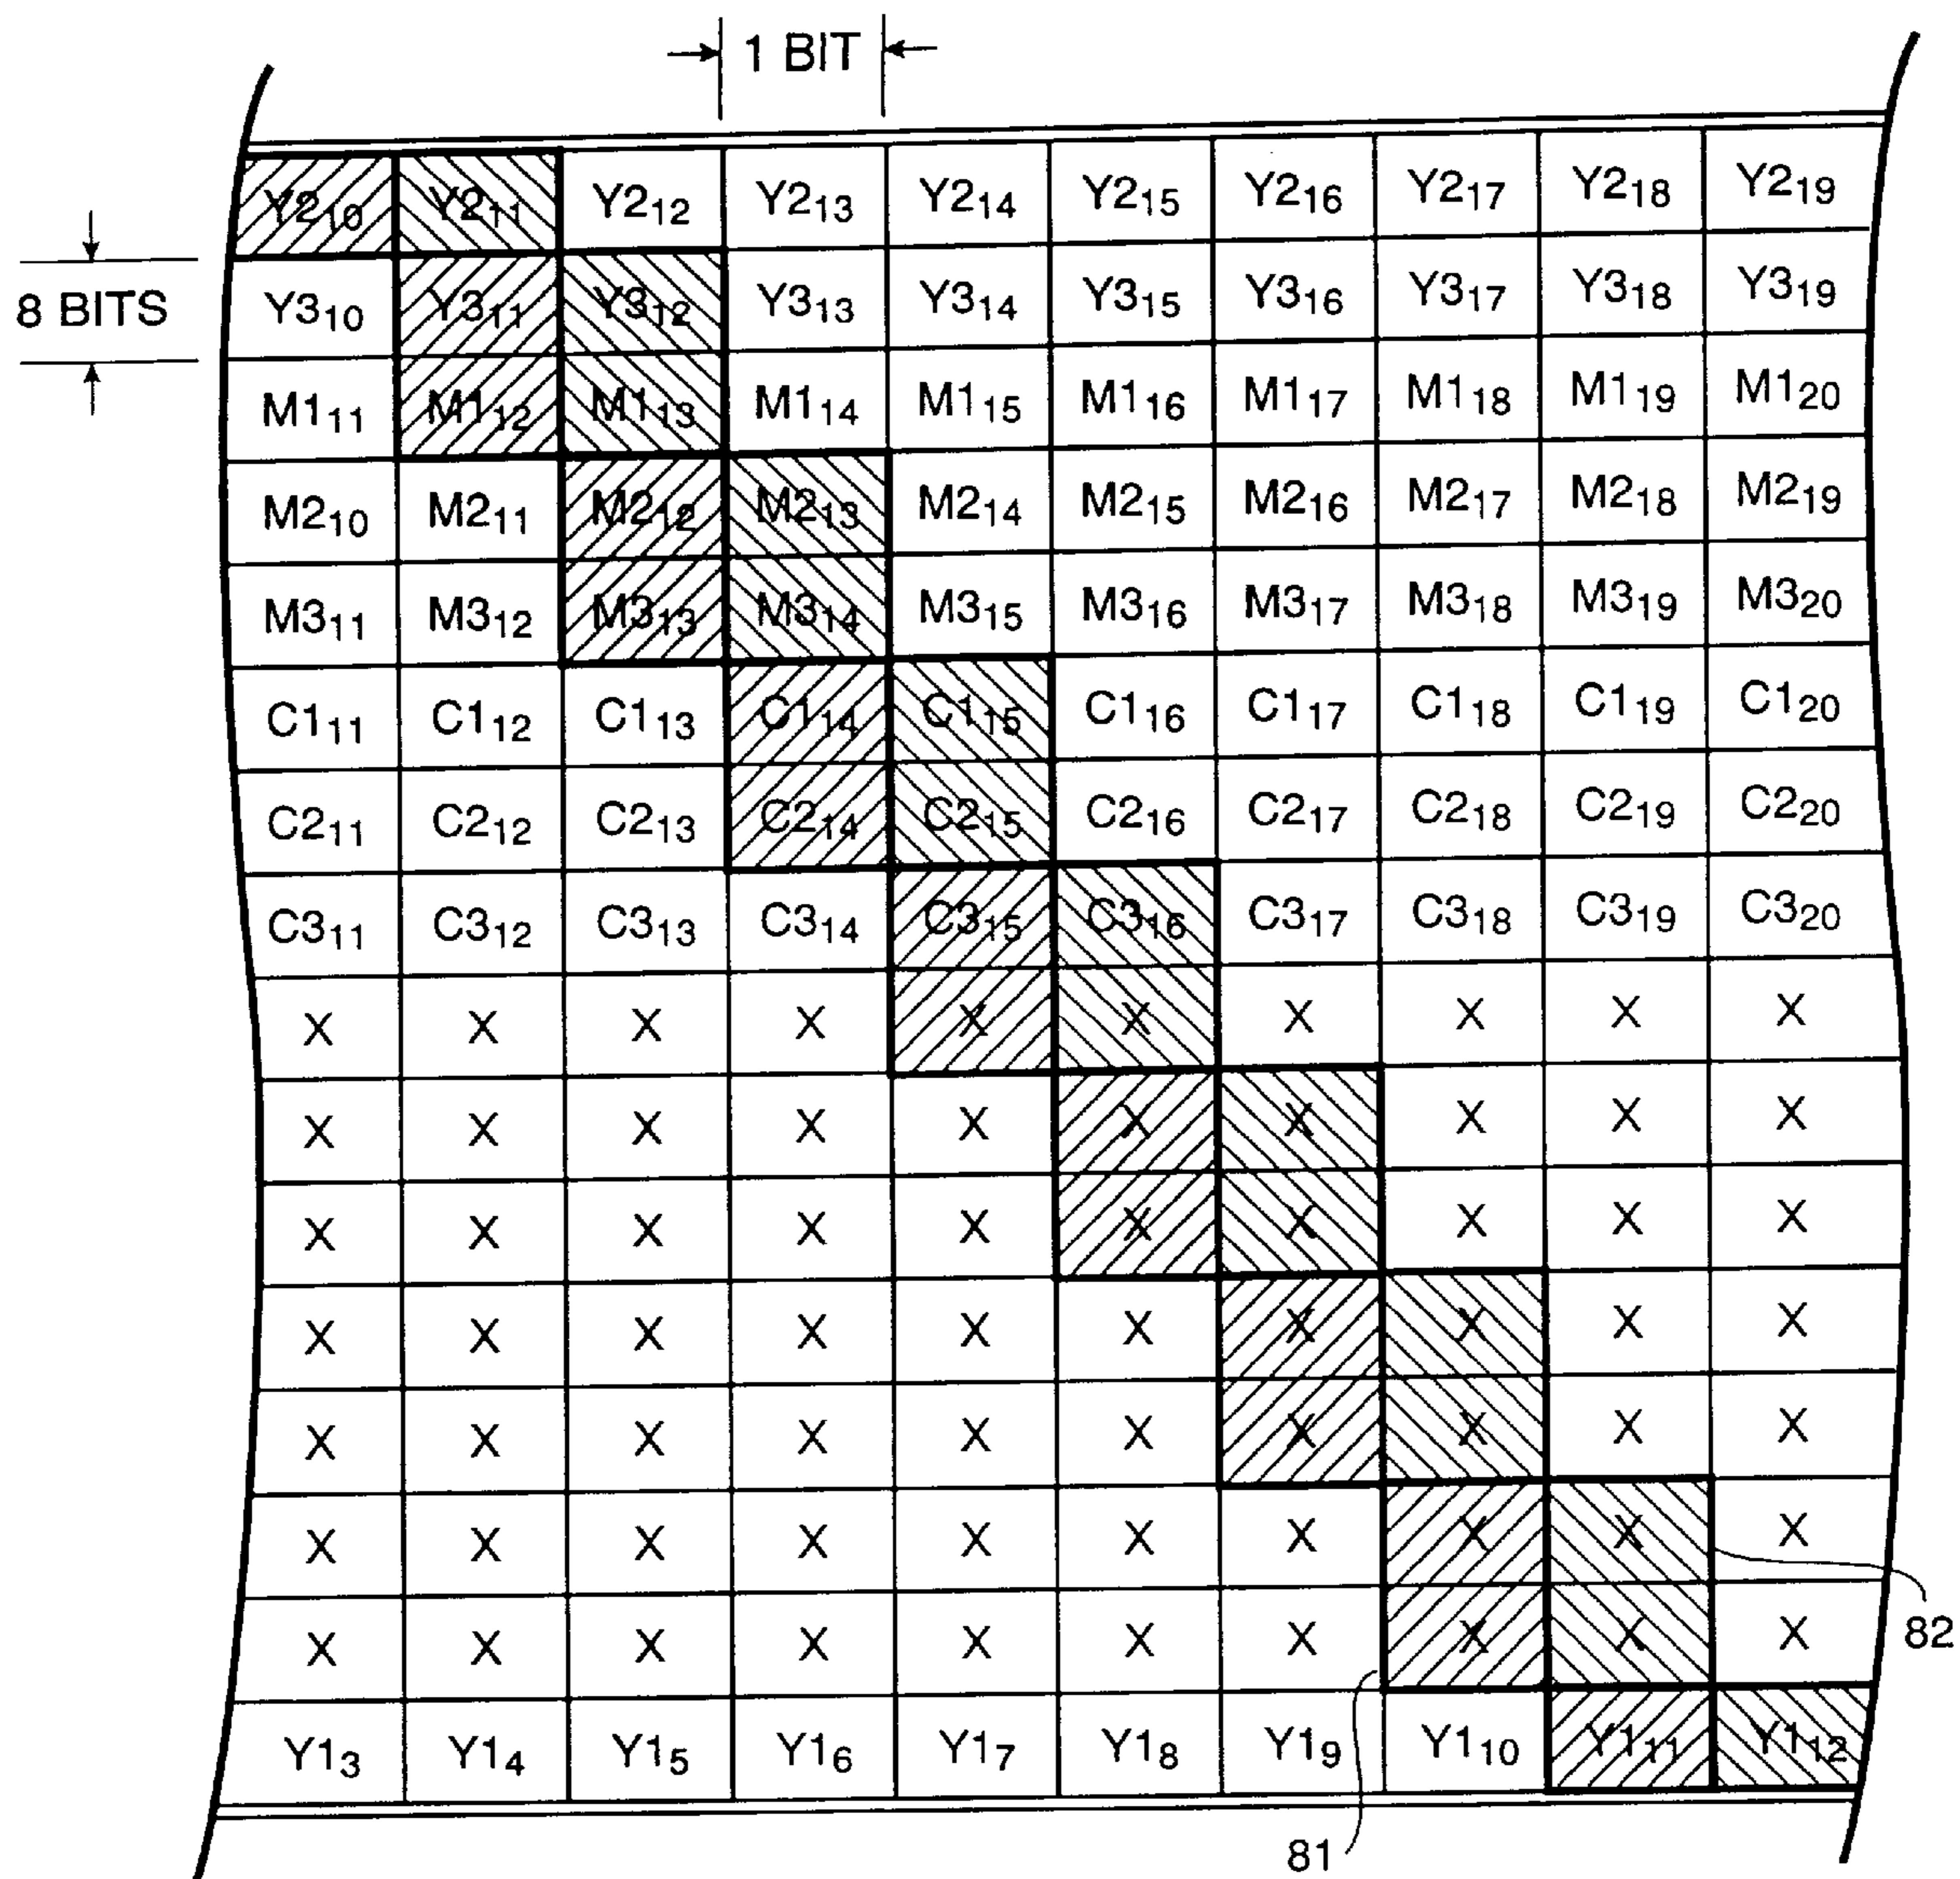 1 BIT
Y2₁₀ Y2₁₁ Y2₁₂ Y2₁₃ Y2₁₄ Y2₁₅ Y2₁₆ Y2₁₇ Y2₁₈ Y2₁₉
8 BITS Y3₁₀ Y3₁₁ Y3₁₂ Y3₁₃ Y3₁₄ Y3₁₅ Y3₁₆ Y3₁₇ Y3₁₈ Y3₁₉
M1₁₁ M1₁₂ M1₁₃ M1₁₄ M1₁₅ M1₁₆ M1₁₇ M1₁₈ M1₁₉ M1₂₀
M2₁₀ M2₁₁ M2₁₂ M2₁₃ M2₁₄ M2₁₅ M2₁₆ M2₁₇ M2₁₈ M2₁₉
M3₁₁ M3₁₂ M3₁₃ M3₁₄ M3₁₅ M3₁₆ M3₁₇ M3₁₈ M3₁₉ M3₂₀
C1₁₁ C1₁₂ C1₁₃ C1₁₄ C1₁₅ C1₁₆ C1₁₇ C1₁₈ C1₁₉ C1₂₀
C2₁₁ C2₁₂ C2₁₃ C2₁₄ C2₁₅ C2₁₆ C2₁₇ C2₁₈ C2₁₉ C2₂₀
C3₁₁ C3₁₂ C3₁₃ C3₁₄ C3₁₅ C3₁₆ C3₁₇ C3₁₈ C3₁₉ C3₂₀
X X X X X X X X X X
X X X X X X X X X X
X X X X X X X X X X
X X X X X X X X X X
X X X X X X X X X X
X X X X X X X X X X
X X X X X X X X X X
82
Y1₃ Y1₄ Y1₅ Y1₆ Y1₇ Y1₈ Y1₉ Y1₁₀ Y1₁₁ Y1₁₂
81